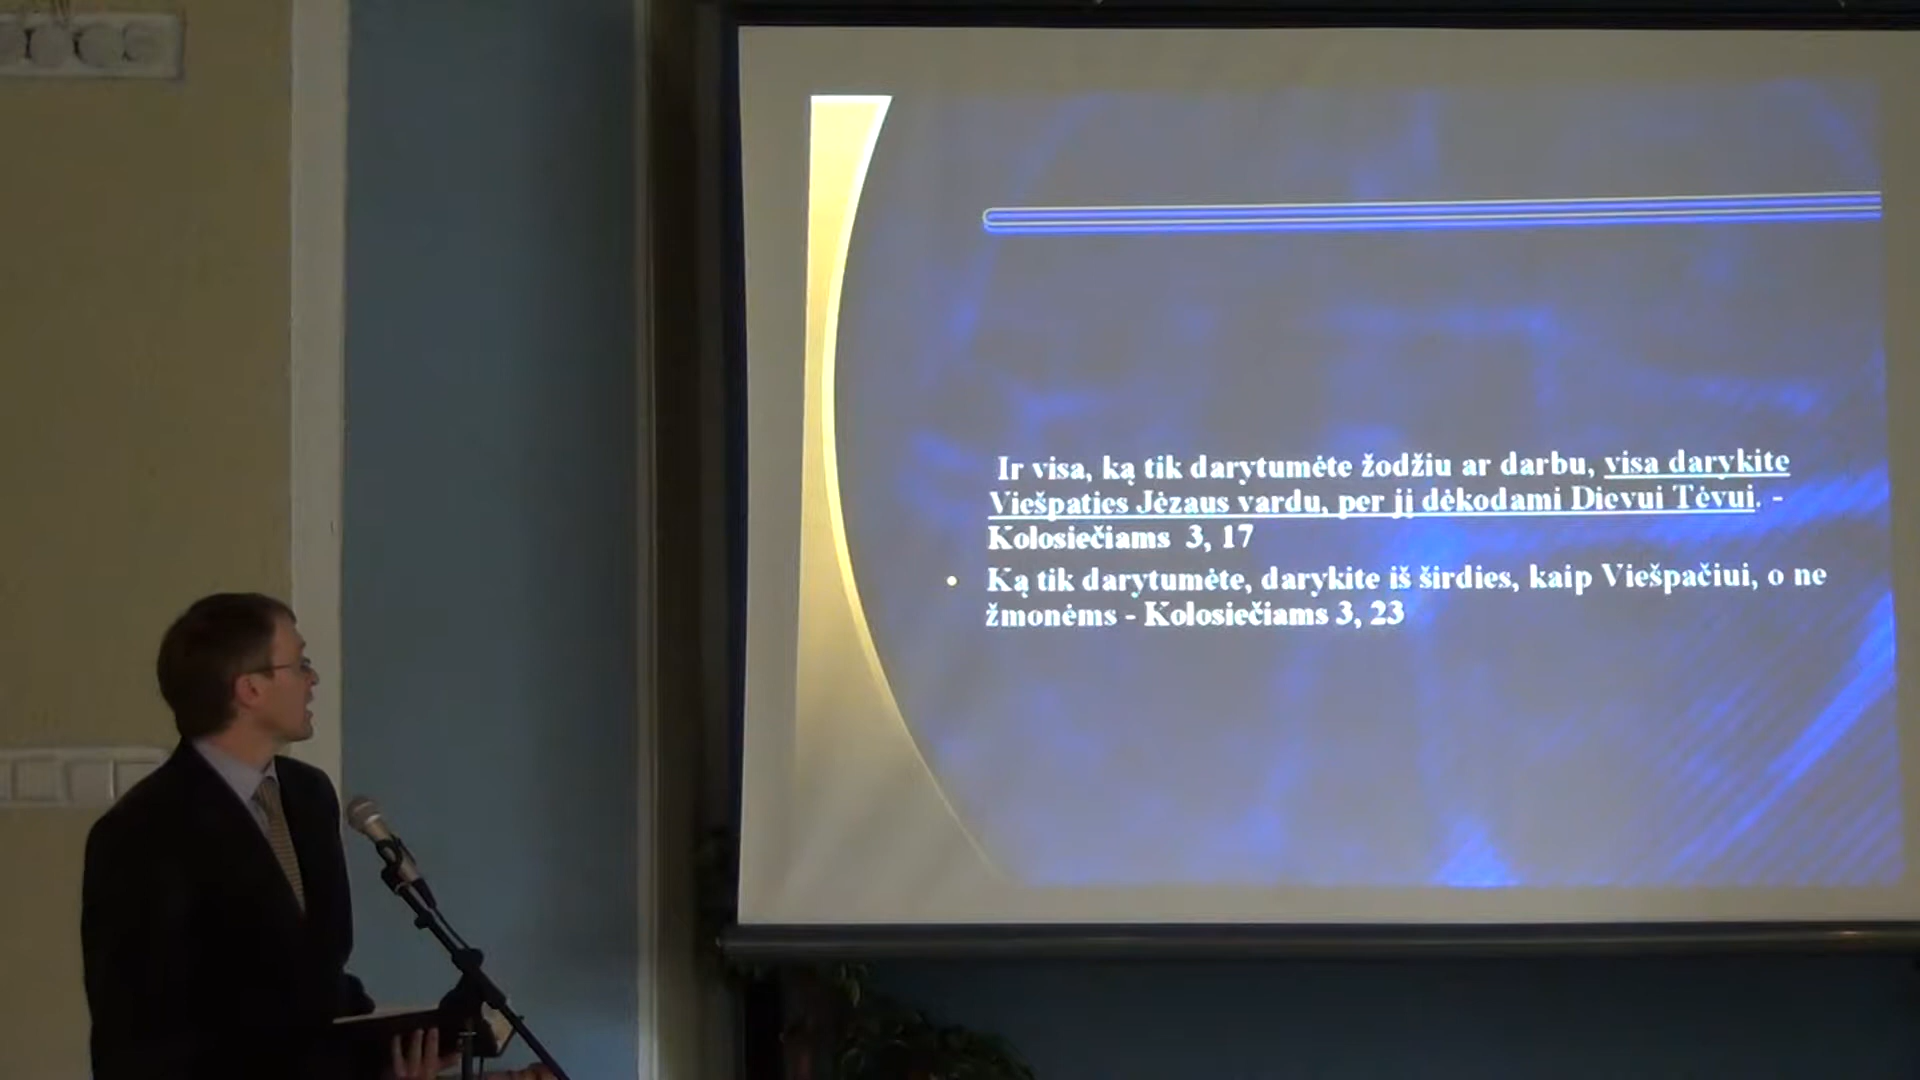 Ir visa, ką tik darytumėte žodžiu ar darbu, visa darykite
Viešpaties Jėzaus vardu, per jį dėkodami Dievui Tėvui. -
Kolosiečiams 3, 17
• Ką tik darytumėte, darykite iš širdies, kaip Viešpačiui, o ne
žmonėms - Kolosiečiams 3, 23